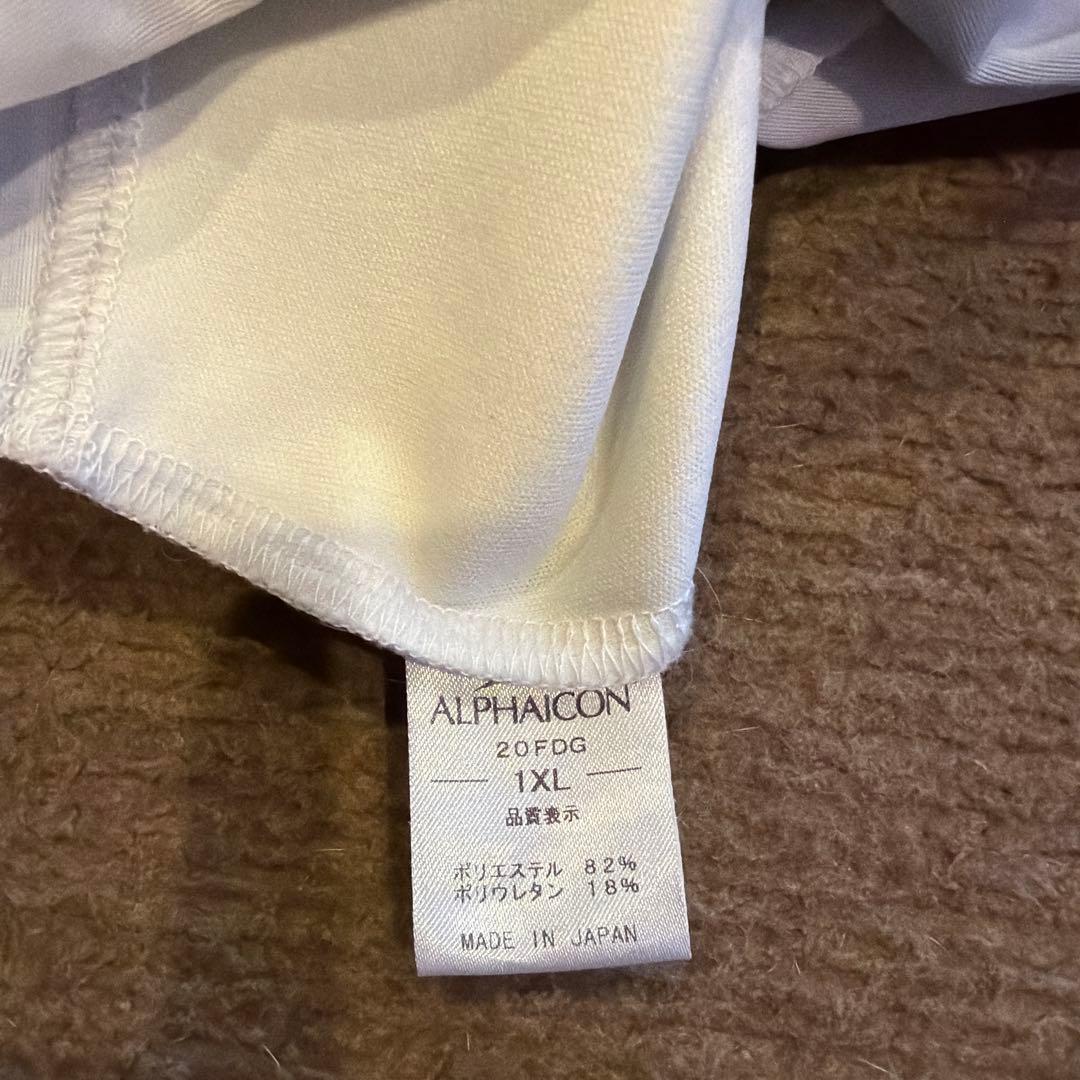 ALPHAICON
20FDG
1XL
品質表示
ポリエステル 82%
ポリウレタン 18%
MADE IN JAPAN